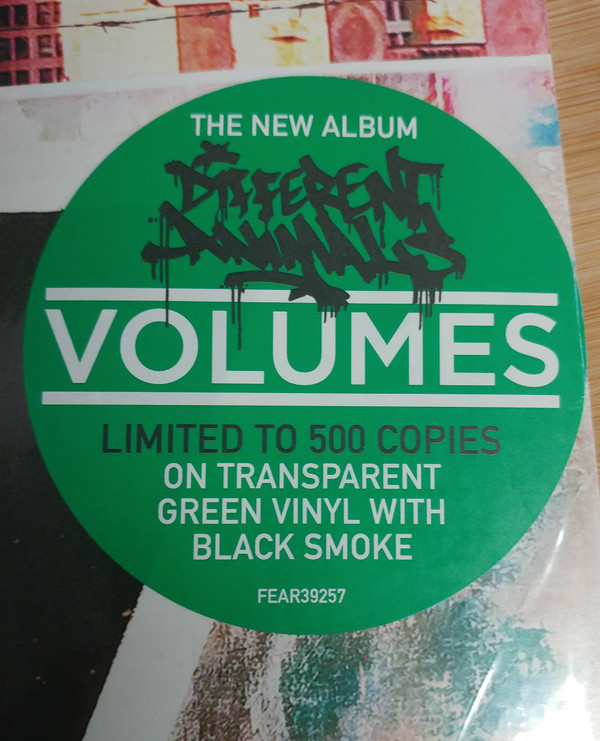 THE NEW ALBUM
DIFFERENT
ANIMALS
VOLUMES
LIMITED TO 500 COPIES
ON TRANSPARENT
GREEN VINYL WITH
BLACK SMOKE
FEAR39257